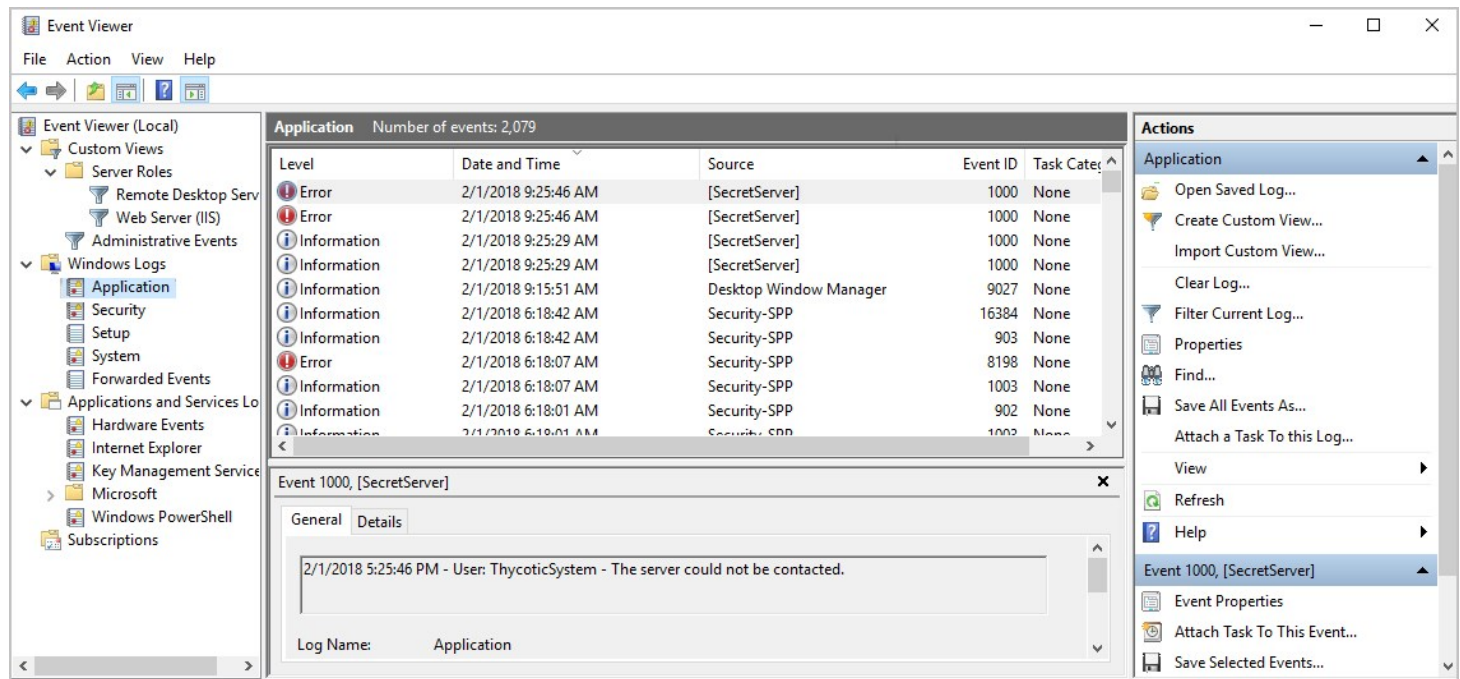 Event Viewer
File Action View Help
Event Viewer (Local)
Custom Views
Server Roles
Remote Desktop Serv
Web Server (IIS)
Administrative Events
Windows Logs
Application
Security
Setup
System
Forwarded Events
Applications and Services Lo
Hardware Events
Internet Explorer
Key Management Service
Microsoft
Windows PowerShell
Subscriptions
Application Number of events: 2,079
Level Date and Time Source Event ID Task Categ
Error 2/1/2018 9:25:46 AM [SecretServer] 1000 None
Error 2/1/2018 9:25:46 AM [SecretServer] 1000 None
Information 2/1/2018 9:25:29 AM [SecretServer] 1000 None
Information 2/1/2018 9:25:29 AM [SecretServer] 1000 None
Information 2/1/2018 9:15:51 AM Desktop Window Manager 9027 None
Information 2/1/2018 6:18:42 AM Security-SPP 16384 None
Information 2/1/2018 6:18:42 AM Security-SPP 903 None
Error 2/1/2018 6:18:07 AM Security-SPP 8198 None
Information 2/1/2018 6:18:07 AM Security-SPP 1003 None
Information 2/1/2018 6:18:01 AM Security-SPP 902 None
Information 2/1/2018 6:18:01 AM Security-SPP 1003 None
Event 1000, [SecretServer]
General Details
2/1/2018 5:25:46 PM - User: ThycoticSystem - The server could not be contacted.
Log Name: Application
Actions
Application
Open Saved Log...
Create Custom View...
Import Custom View...
Clear Log...
Filter Current Log...
Properties
Find...
Save All Events As...
Attach a Task To this Log...
View
Refresh
Help
Event 1000, [SecretServer]
Event Properties
Attach Task To This Event...
Save Selected Events...